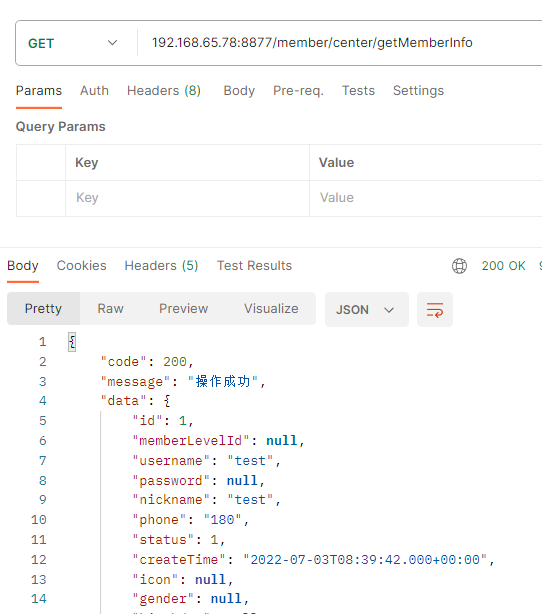 GET 192.168.65.78:8877/member/center/getMemberInfo
Params Auth Headers (8) Body Pre-req. Tests Settings
Query Params
Key Value
Key Value
Body Cookies Headers (5) Test Results 200 OK
Pretty Raw Preview Visualize JSON
1 {
2 "code": 200,
3 "message": "操作成功",
4 "data": {
5 "id": 1,
6 "memberLevelId": null,
7 "username": "test",
8 "password": null,
9 "nickname": "test",
10 "phone": "180",
11 "status": 1,
12 "createTime": "2022-07-03T08:39:42.000+00:00",
13 "icon": null,
14 "gender": null,